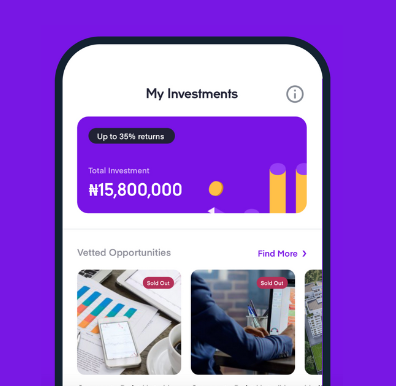 My Investments
Up to 35% returns
Total Investment
₦15,800,000
Vetted Opportunities
Find More
Sold Out
Sold Out